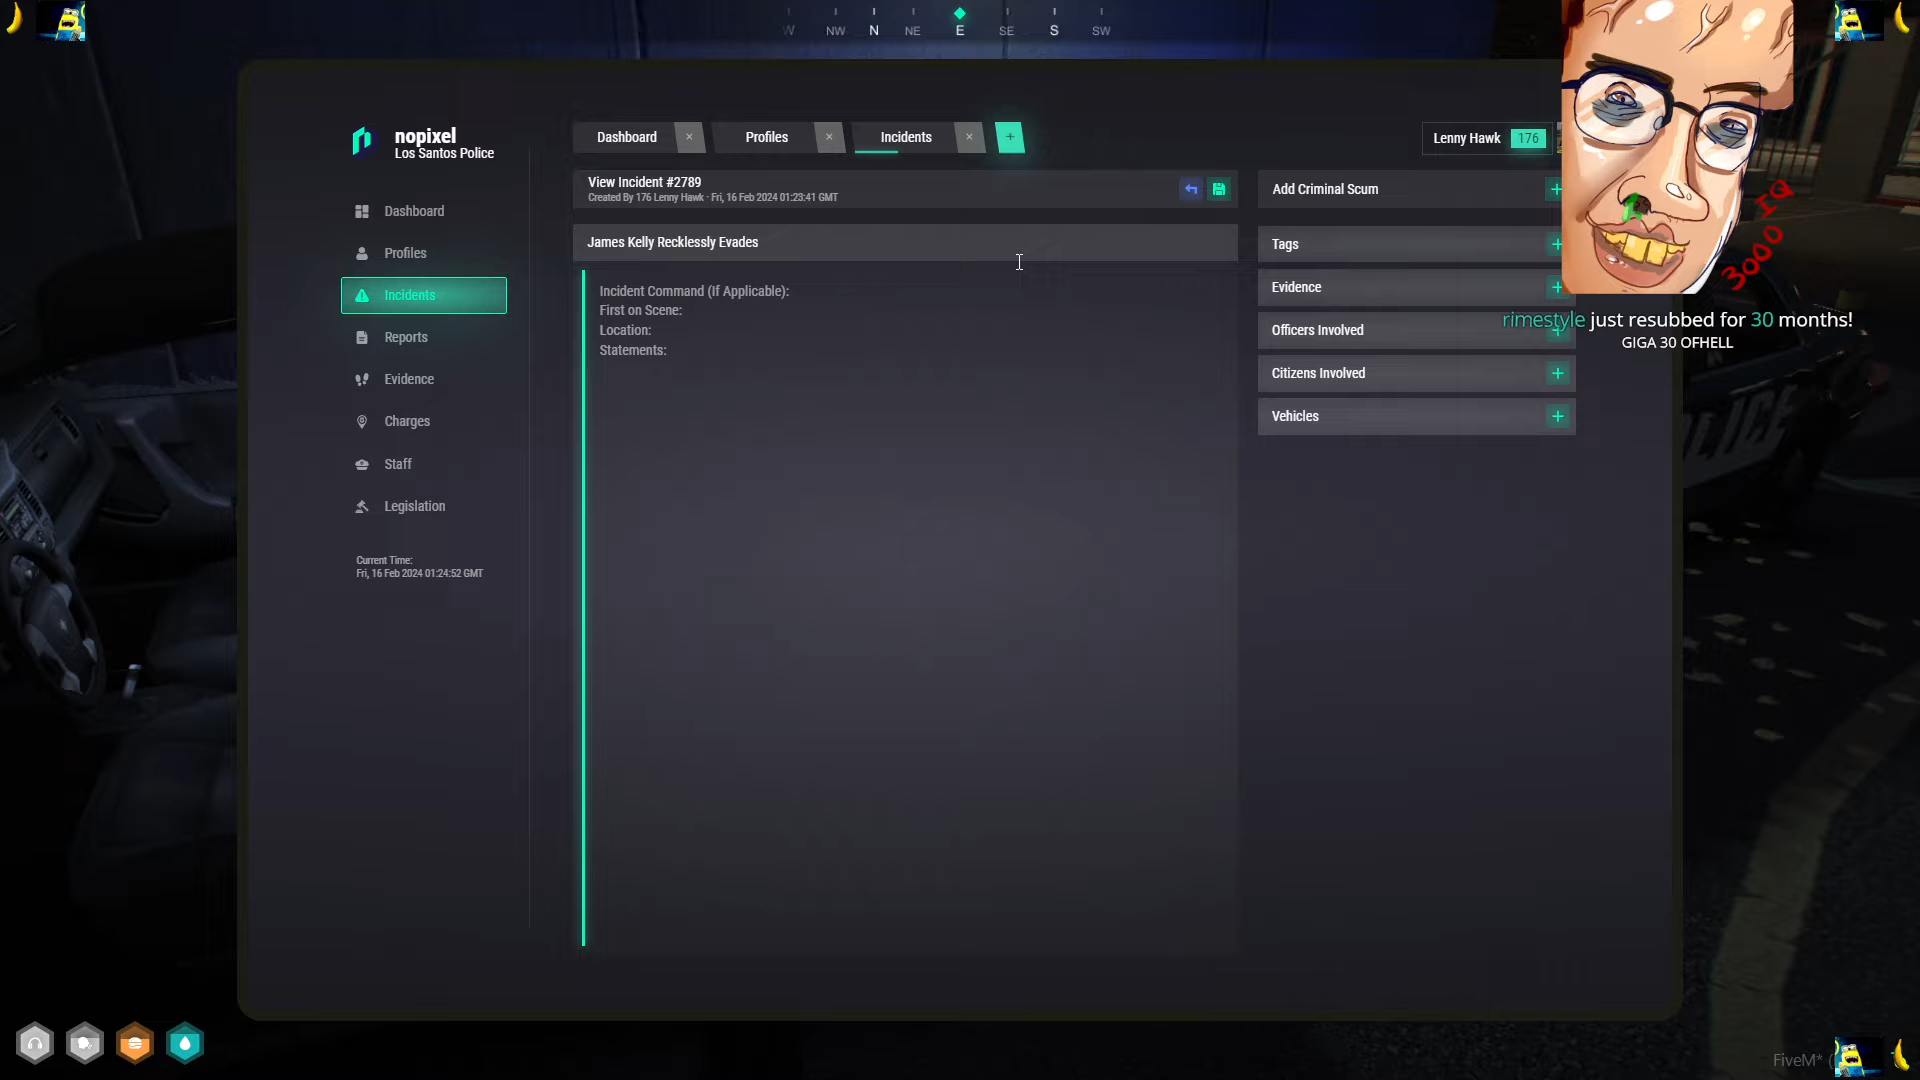 W NW N NE E SE S SW
nopixel
Los Santos Police
Dashboard
Profiles
Incidents
Reports
Evidence
Charges
Staff
Legislation
Current Time:
Fri, 16 Feb 2024 01:24:52 GMT
Dashboard × Profiles × Incidents × +
View Incident #2789
Created By 176 Lenny Hawk · Fri, 16 Feb 2024 01:23:41 GMT
James Kelly Recklessly Evades
Incident Command (If Applicable):
First on Scene:
Location:
Statements:
Lenny Hawk 176
Add Criminal Scum +
Tags +
Evidence +
Officers Involved +
Citizens Involved +
Vehicles +
3000 IQ
rimestyle just resubbed for 30 months!
GIGA 30 OFHELL
FiveM* (